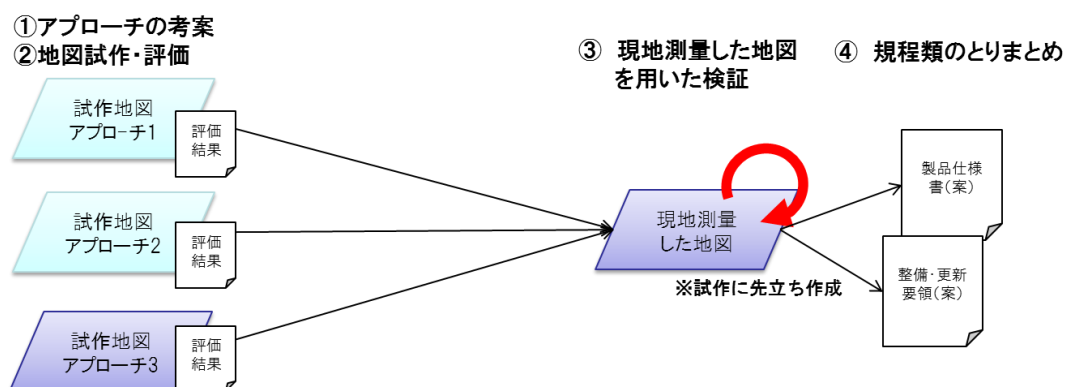 ①アプローチの考案
②地図試作・評価
③ 現地測量した地図
を用いた検証
④ 規程類のとりまとめ
試作地図
アプローチ1
評価
結果
試作地図
アプローチ2
評価
結果
試作地図
アプローチ3
評価
結果
現地測量
した地図
※試作に先立ち作成
製品仕様
書(案)
整備・更新
要領(案)